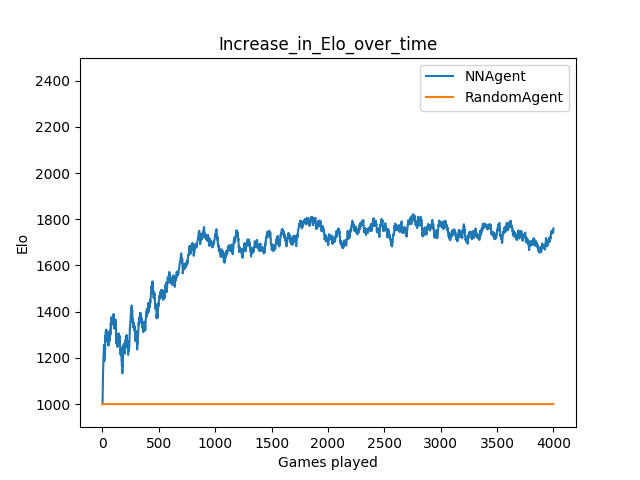 Increase_in_Elo_over_time
NNAgent
RandomAgent
2400
2200
2000
1800
1600
1400
1200
1000
Elo
0 500 1000 1500 2000 2500 3000 3500 4000
Games played